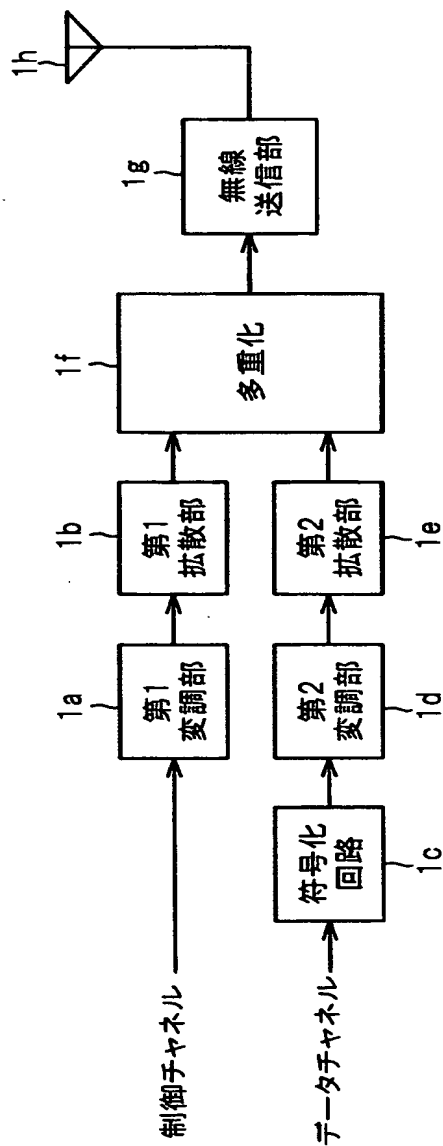 制御チャネル
1a
第1
変調部
1b
第1
拡散部
データチャネル
符号化
回路
1c
第2
変調部
1d
第2
拡散部
1e
1f
多重化
1g
無線
送信部
1h